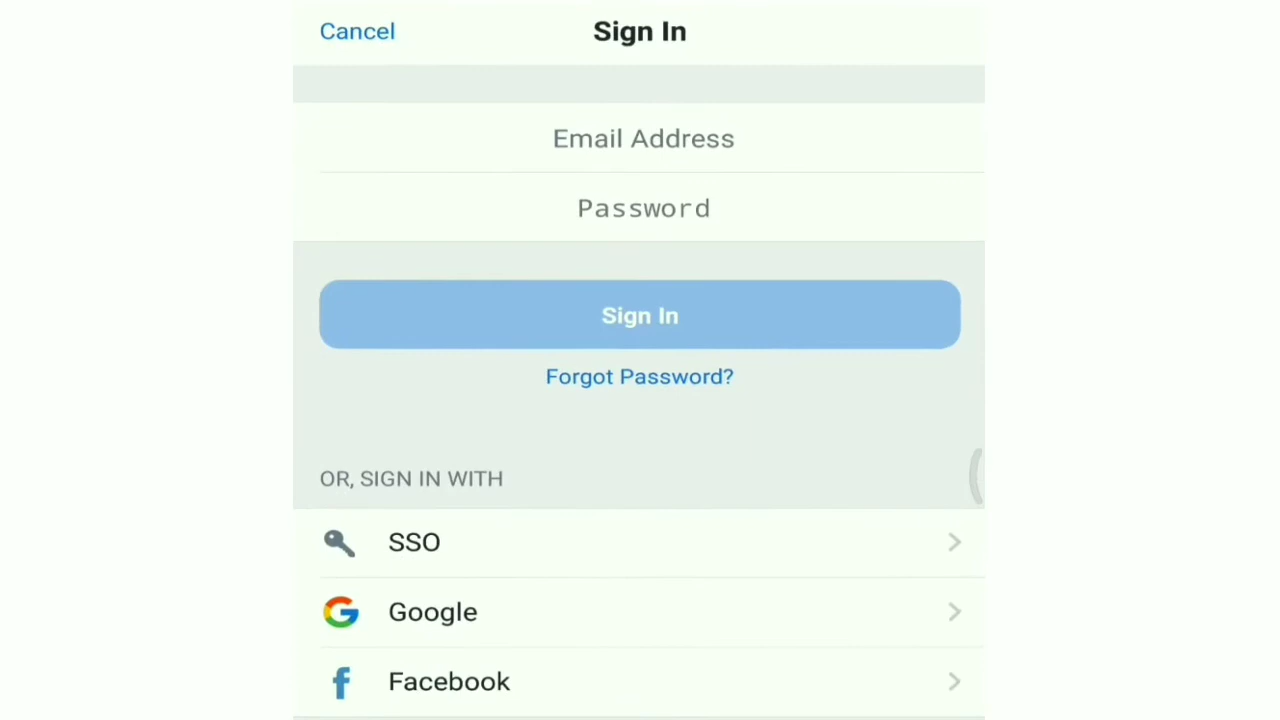 Cancel
Sign In
Email Address
Password
Sign In
Forgot Password?
OR, SIGN IN WITH
SSO
Google
Facebook